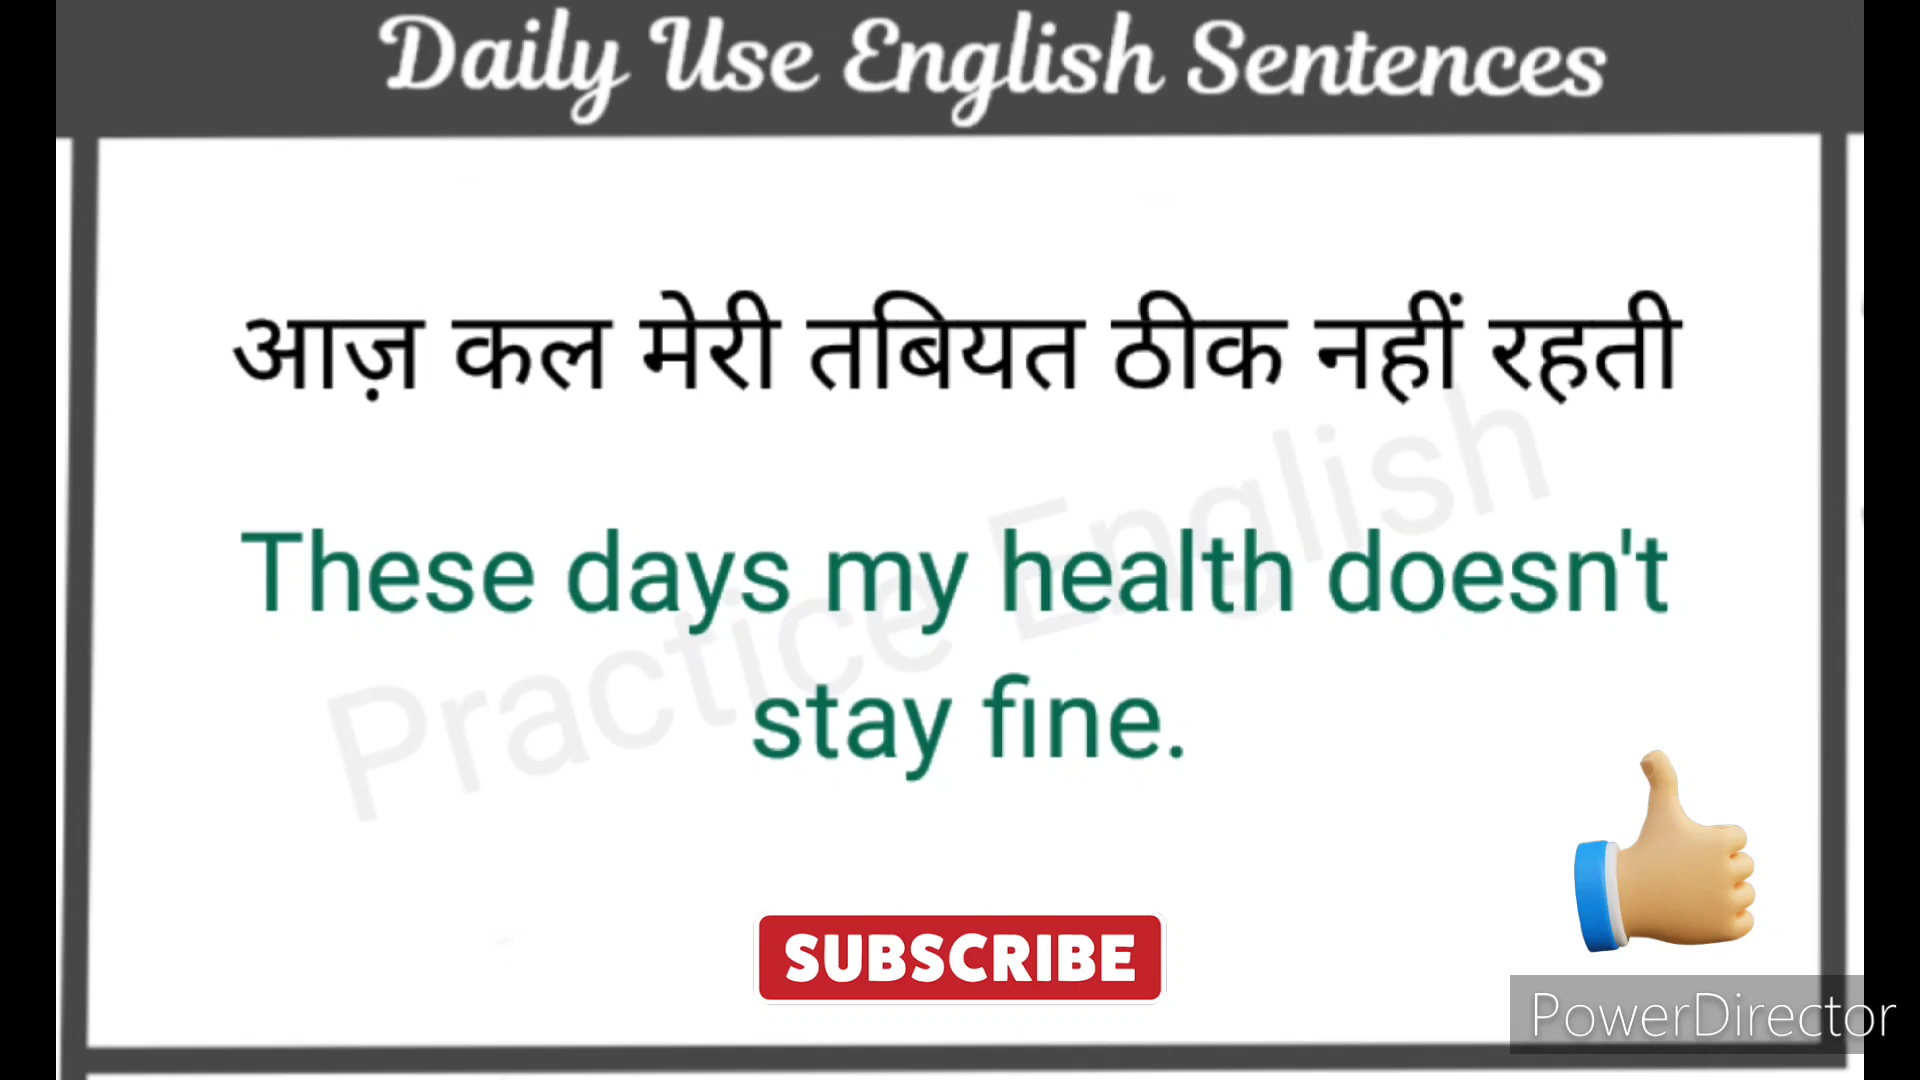 Daily Use English Sentences
आज़ कल मेरी तबियत ठीक नहीं रहती
These days my health doesn't
stay fine.
Practice English
SUBSCRIBE
PowerDirector